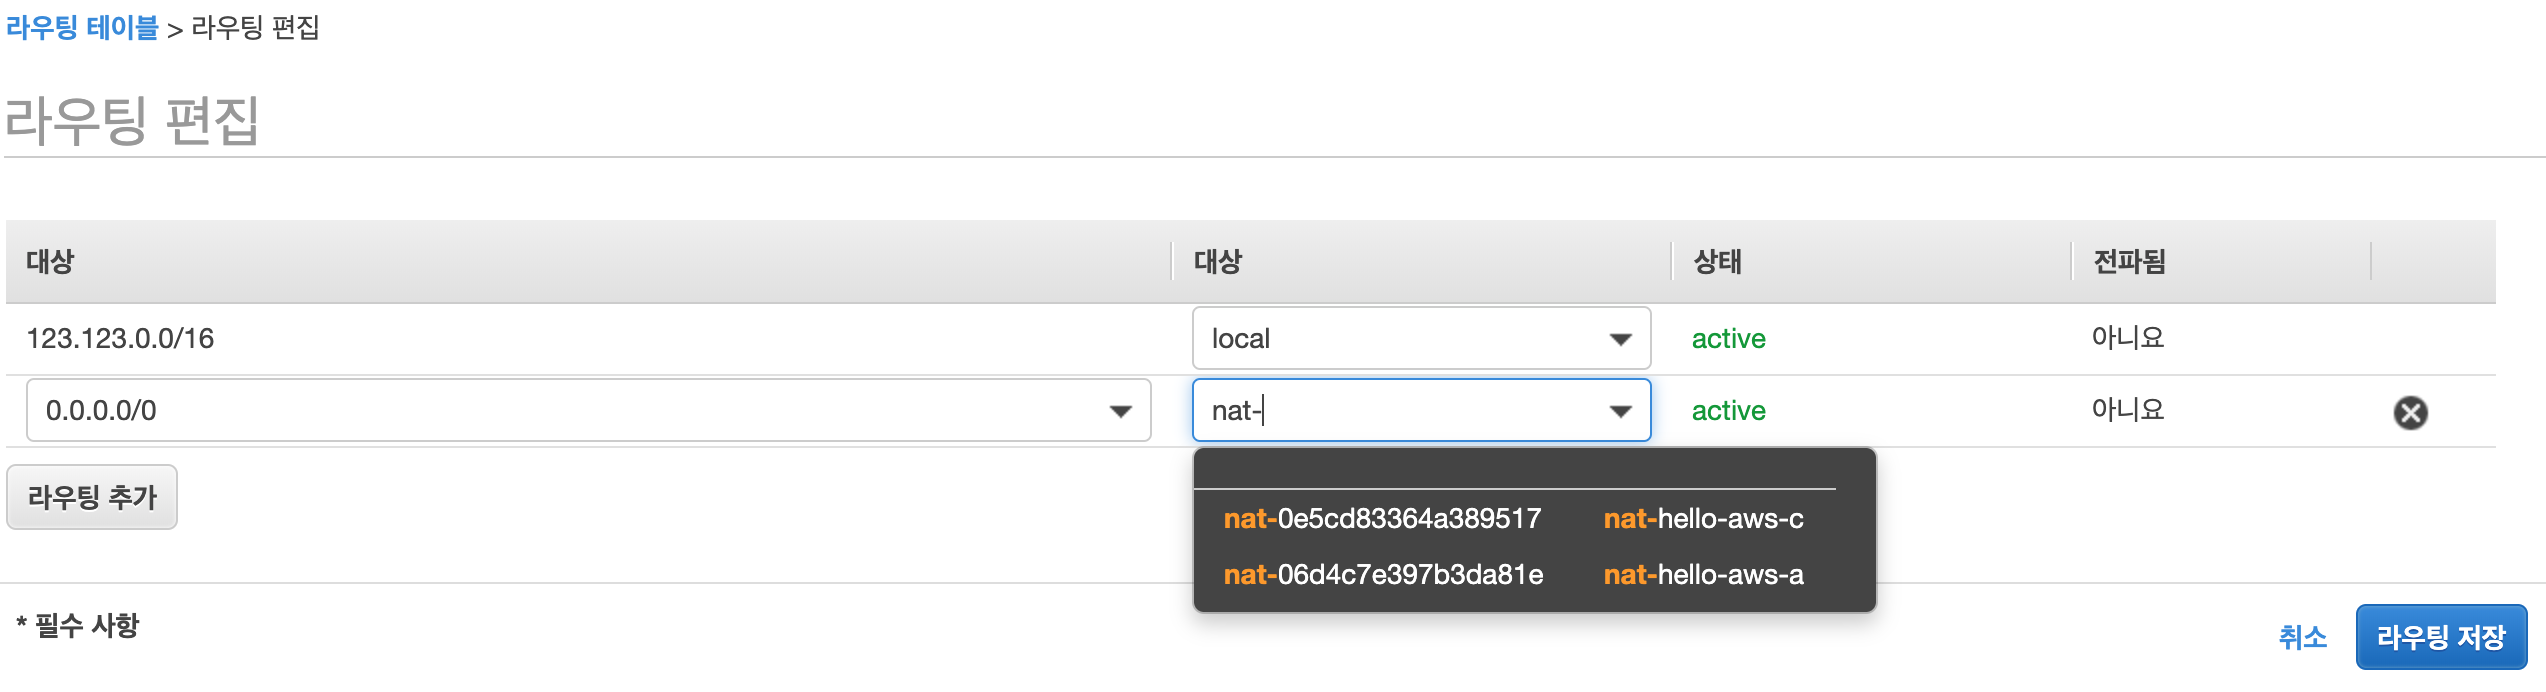 라우팅 테이블 > 라우팅 편집
라우팅 편집
대상 대상 상태 전파됨
123.123.0.0/16 local active 아니요
0.0.0.0/0 nat- active 아니요
라우팅 추가
nat-0e5cd83364a389517 nat-hello-aws-c
nat-06d4c7e397b3da81e nat-hello-aws-a
* 필수 사항
취소 라우팅 저장